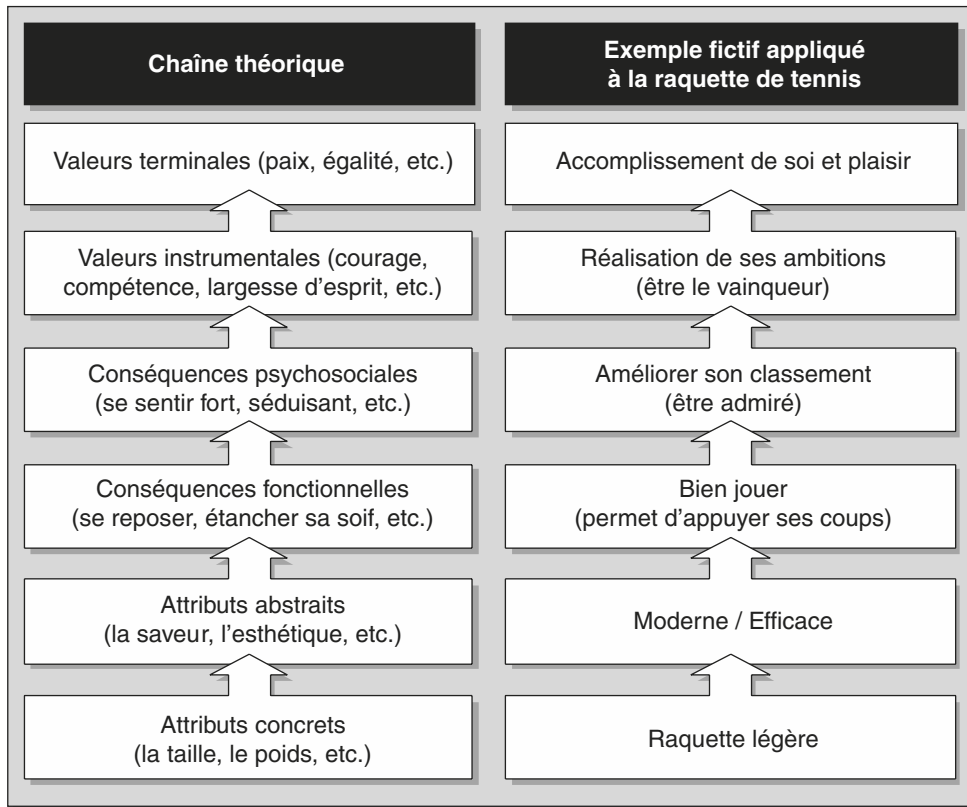 Chaîne théorique
Exemple fictif appliqué
à la raquette de tennis
Valeurs terminales (paix, égalité, etc.)
Accomplissement de soi et plaisir
Valeurs instrumentales (courage,
compétence, largesse d'esprit, etc.)
Réalisation de ses ambitions
(être le vainqueur)
Conséquences psychosociales
(se sentir fort, séduisant, etc.)
Améliorer son classement
(être admiré)
Conséquences fonctionnelles
(se reposer, étancher sa soif, etc.)
Bien jouer
(permet d'appuyer ses coups)
Attributs abstraits
(la saveur, l'esthétique, etc.)
Moderne / Efficace
Attributs concrets
(la taille, le poids, etc.)
Raquette légère